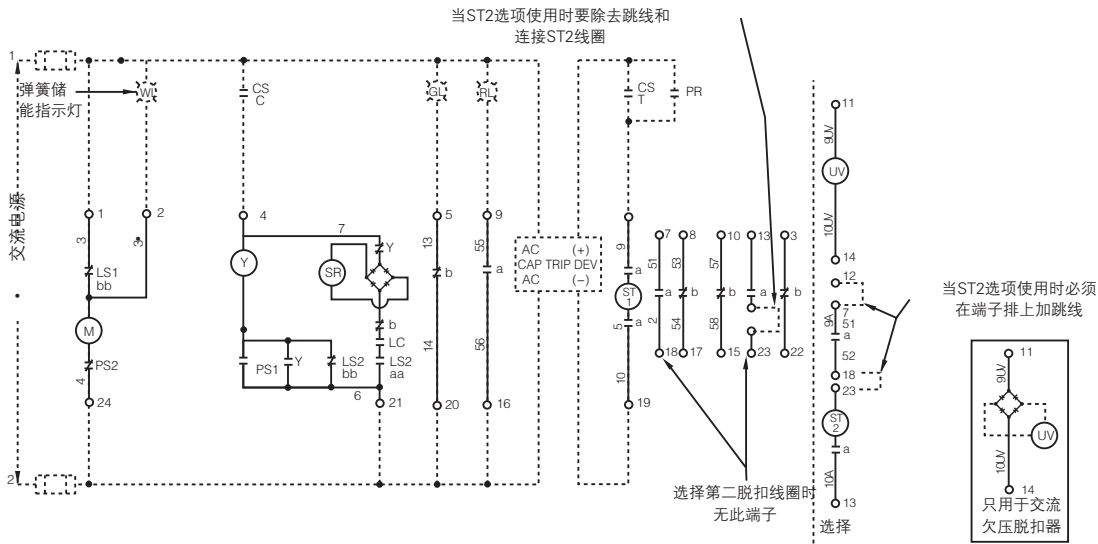 当ST2选项使用时要除去跳线和
连接ST2线圈
1
弹簧储
能指示灯
WL
CS
C
GL
RL
CS
T
PR
11
9UV
UV
10UV
14
交流电源
1
2
3
3
LS1
bb
M
PS2
4
24
2
4
7
Y
Y
SR
b
LC
LS2
aa
PS1
Y
LS2
bb
6
21
5
13
b
14
20
9
55
a
56
16
AC
(+)
CAP TRIP DEV
AC
(−)
9
a
ST
1
a
5
10
19
7
51
a
2
18
8
53
b
54
17
10
57
b
58
15
13
a
23
3
b
22
12
7
9A
51
a
52
18
23
ST
2
a
10A
13
选择
选择第二脱扣线圈时
无此端子
当ST2选项使用时必须
在端子排上加跳线
11
9UV
UV
10UV
14
只用于交流
欠压脱扣器